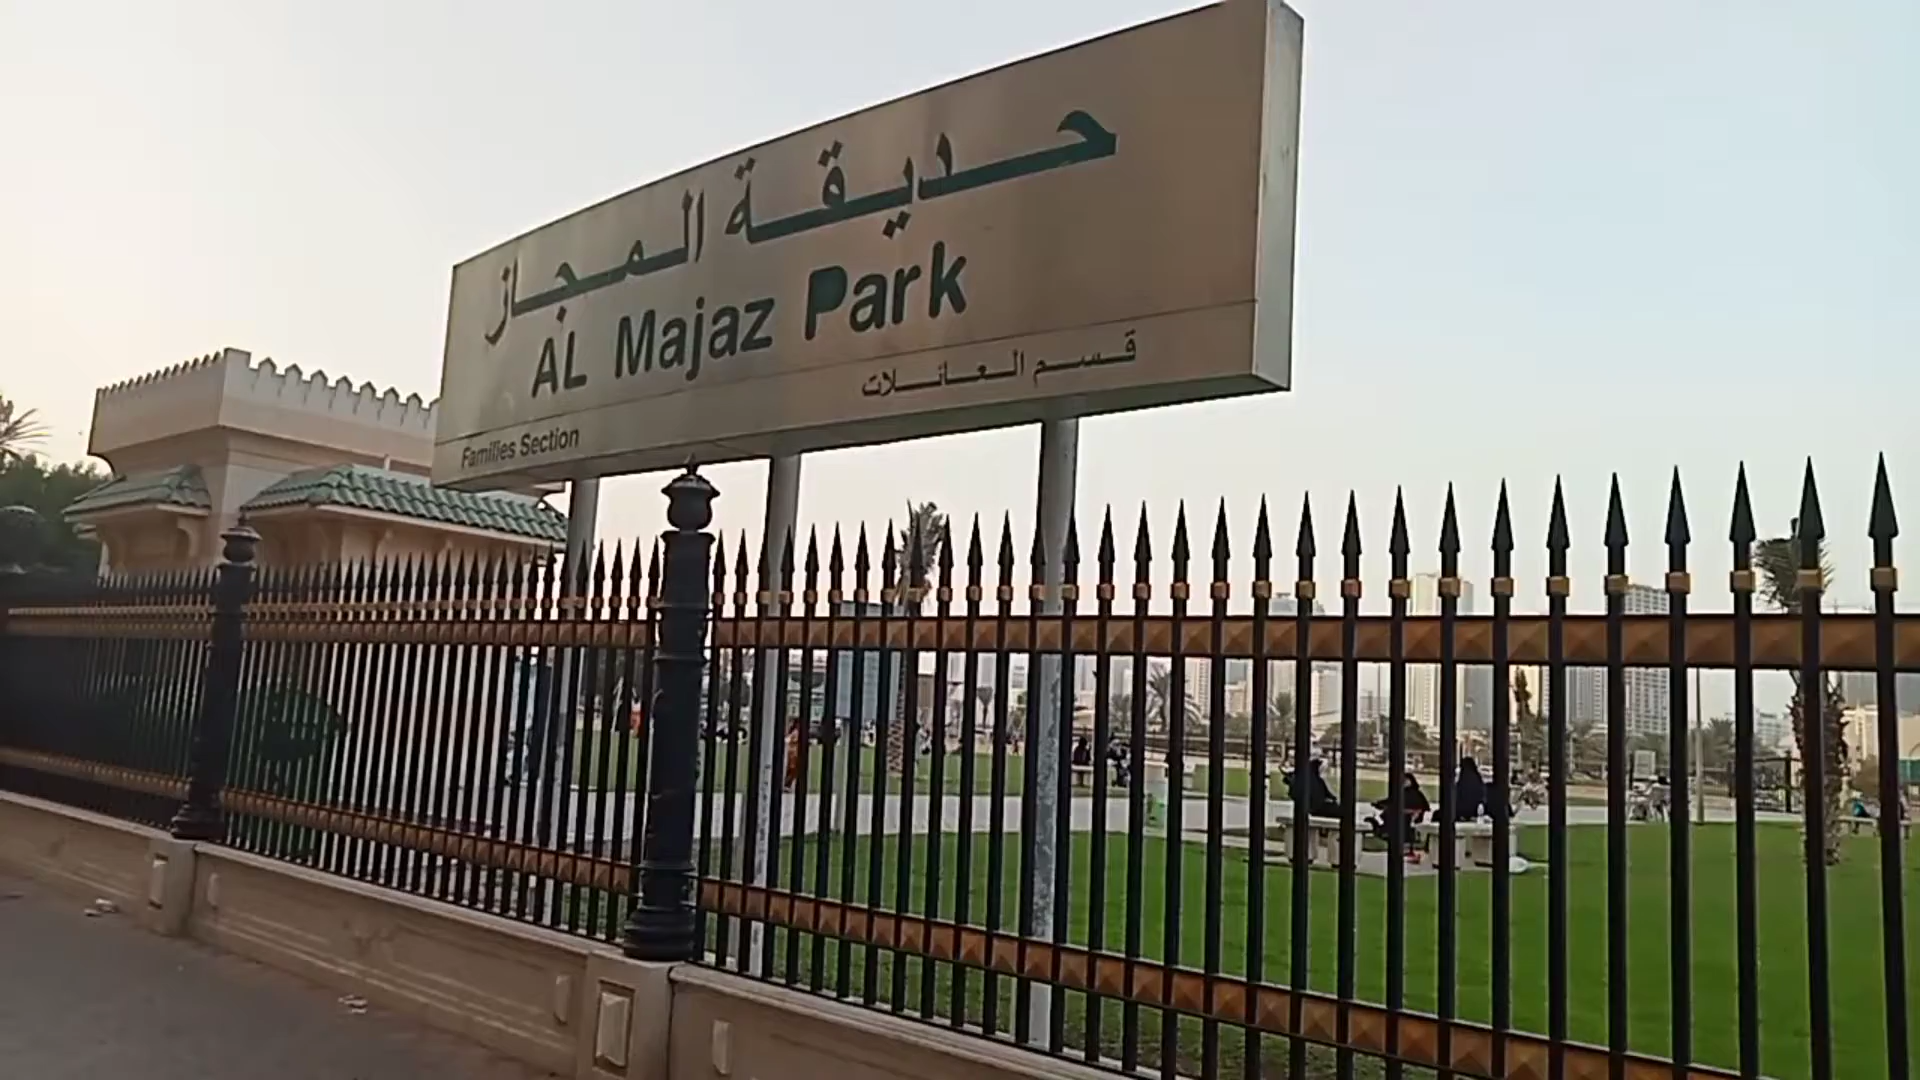 حديقة المجاز
AL Majaz Park
قسم العائلات
Families Section